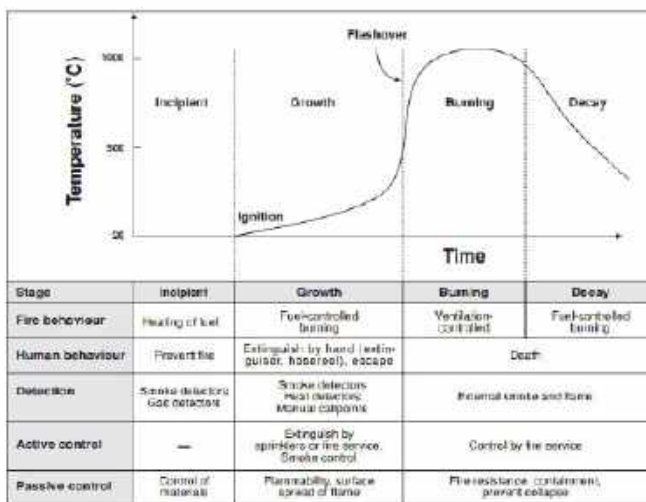 Flashover
Temperature (°C)
1000
500
20
Incipient
Growth
Burning
Decay
Ignition
Time
Stage Incipient Growth Burning Decay
Fire behaviour Heating of fuel Fuel-controlled burning Ventilation-controlled Fuel-controlled burning
Human behaviour Prevent fire Extinguish by hand (extin-
guiser, hosereel), escape Death
Detection Smoke detectors
Gas detectors
Smoke detectors
Heat detectors
Manual callpoints
External smoke and flame
Active control —
Extinguish by
sprinklers or fire service.
Smoke control
Control by fire service
Passive control Control of
materials
Flammability, surface
spread of flame
Fire resistance, containment,
prevent collapse